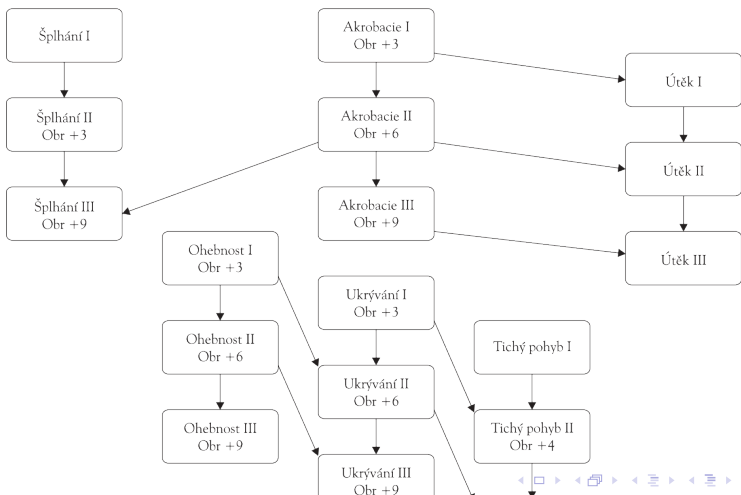 Šplhání I
Akrobacie I
Obr +3
Útěk I
Šplhání II
Obr +3
Akrobacie II
Obr +6
Útěk II
Šplhání III
Obr +9
Akrobacie III
Obr +9
Útěk III
Ohebnost I
Obr +3
Ukrývání I
Obr +3
Ohebnost II
Obr +6
Tichý pohyb I
Ukrývání II
Obr +6
Ohebnost III
Obr +9
Tichý pohyb II
Obr +4
Ukrývání III
Obr +9